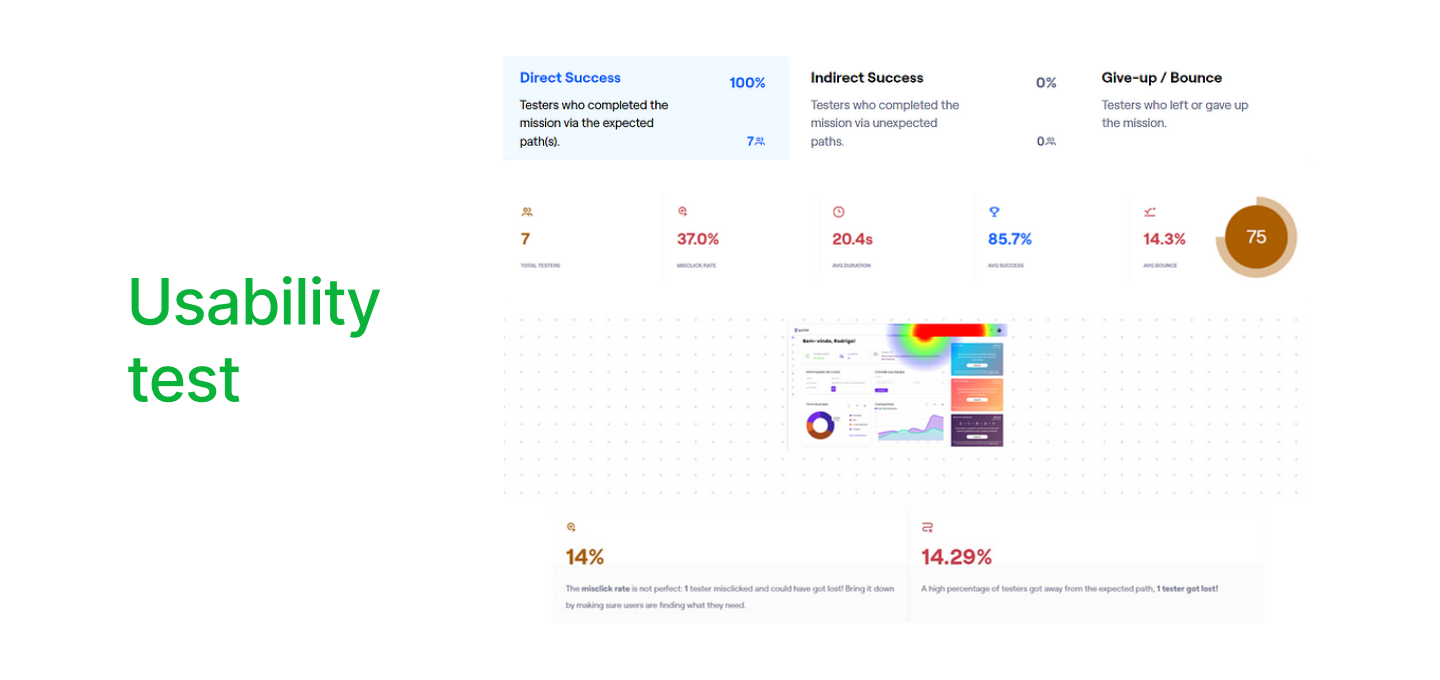 Usability
test
Direct Success
100%
Testers who completed the
mission via the expected
path(s).
7
Indirect Success
0%
Testers who completed the
mission via unexpected
paths.
0
Give-up / Bounce
Testers who left or gave up
the mission.
7
TOTAL TESTERS
37.0%
MISCLICK RATE
20.4s
AVG DURATION
85.7%
AVG SUCCESS
14.3%
AVG BOUNCE
75
Bem-vindo, Rodrigo!
14%
The misclick rate is not perfect: 1 tester misclicked and could have got lost! Bring it down
by making sure users are finding what they need.
14.29%
A high percentage of testers got away from the expected path, 1 tester got lost!